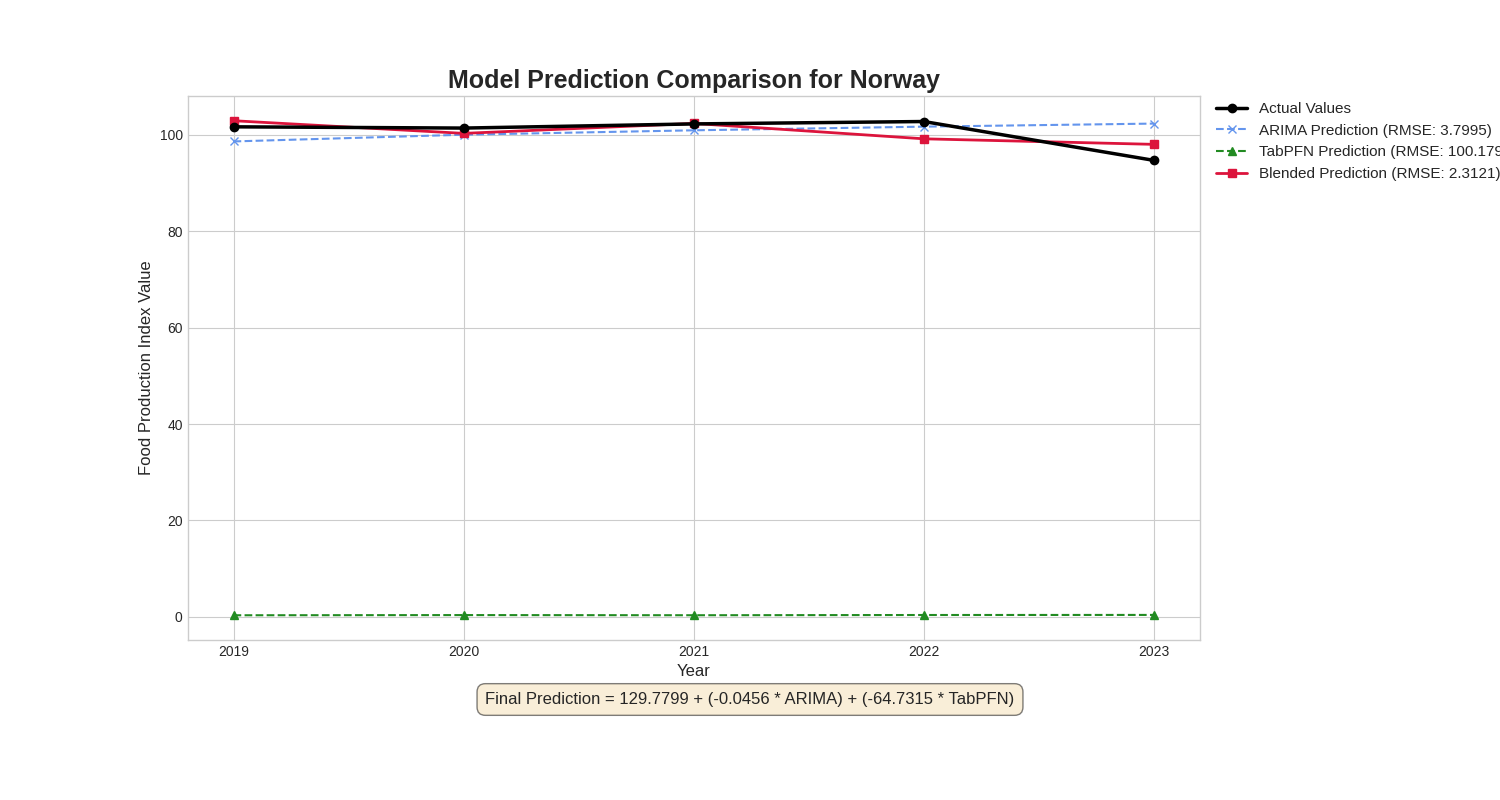 Model Prediction Comparison for Norway
Actual Values
ARIMA Prediction (RMSE: 3.7995)
TabPFN Prediction (RMSE: 100.179
Blended Prediction (RMSE: 2.3121)
100
80
60
40
20
0
Food Production Index Value
2019 2020 2021 2022 2023
Year
Final Prediction = 129.7799 + (-0.0456 * ARIMA) + (-64.7315 * TabPFN)